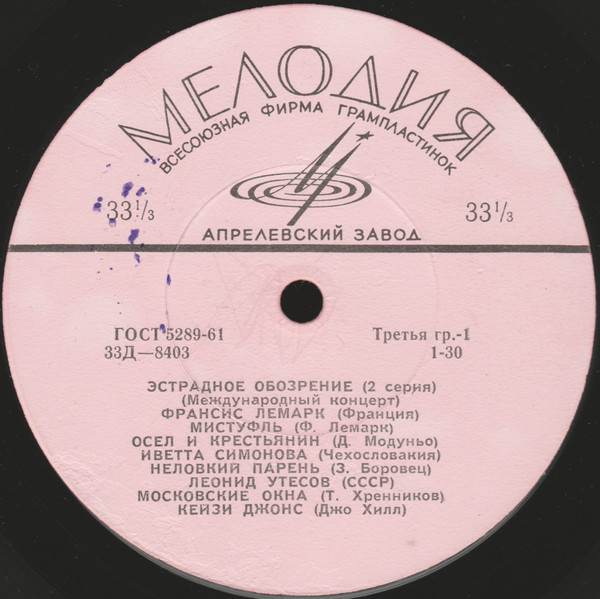 МЕЛОДИЯ
ВСЕСОЮЗНАЯ ФИРМА ГРАМПЛАСТИНОК
33⅓ 33⅓
АПРЕЛЕВСКИЙ ЗАВОД
ГОСТ 5289-61 Третья гр.-1
33Д—8403 1-30
ЭСТРАДНОЕ ОБОЗРЕНИЕ (2 серия)
(Международный концерт)
ФРАНСИС ЛЕМАРК (Франция)
МИСТУФЛЬ (Ф. Лемарк)
ОСЕЛ И КРЕСТЬЯНИН (Д. Модуньо)
ИВЕТТА СИМОНОВА (Чехословакия)
НЕЛОВКИЙ ПАРЕНЬ (З. Боровец)
ЛЕОНИД УТЕСОВ (СССР)
МОСКОВСКИЕ ОКНА (Т. Хренников)
КЕЙЗИ ДЖОНС (Джо Хилл)